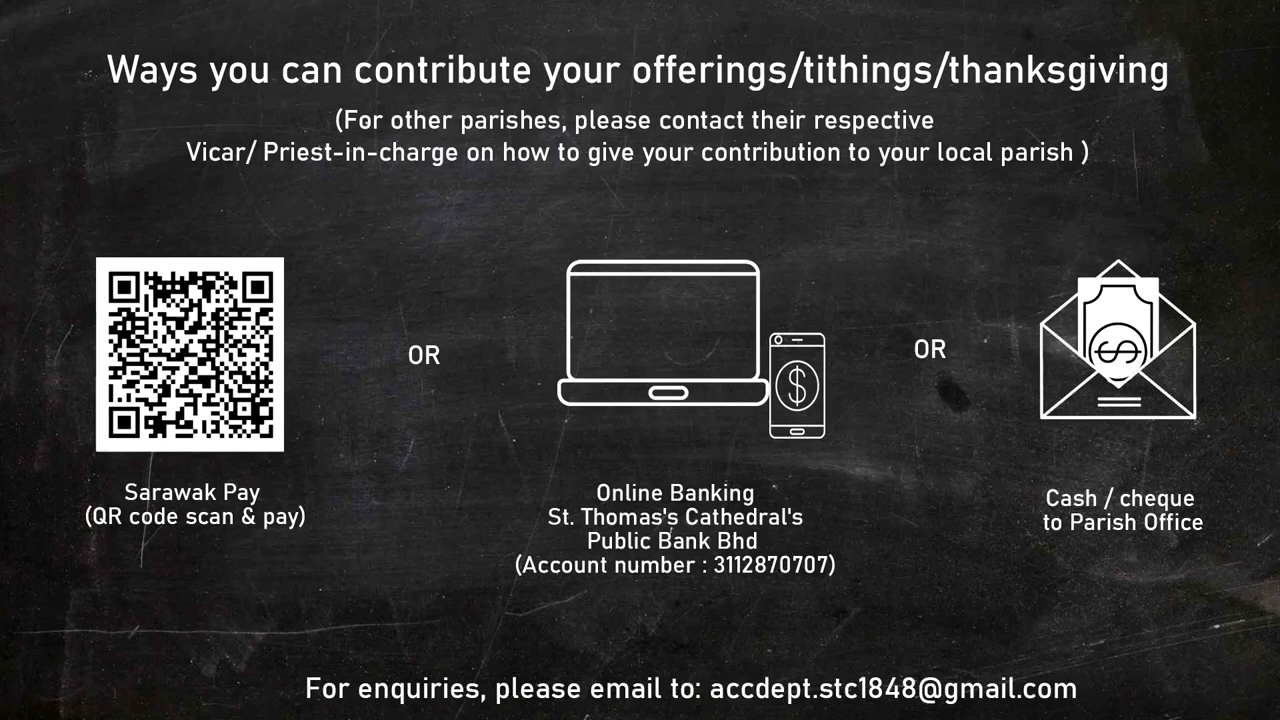 Ways you can contribute your offerings/tithings/thanksgiving
(For other parishes, please contact their respective
Vicar/ Priest-in-charge on how to give your contribution to your local parish )
OR
OR
Sarawak Pay
(QR code scan & pay)
Online Banking
St. Thomas's Cathedral's
Public Bank Bhd
(Account number : 3112870707)
Cash / cheque
to Parish Office
For enquiries, please email to: accdept.stc1848@gmail.com